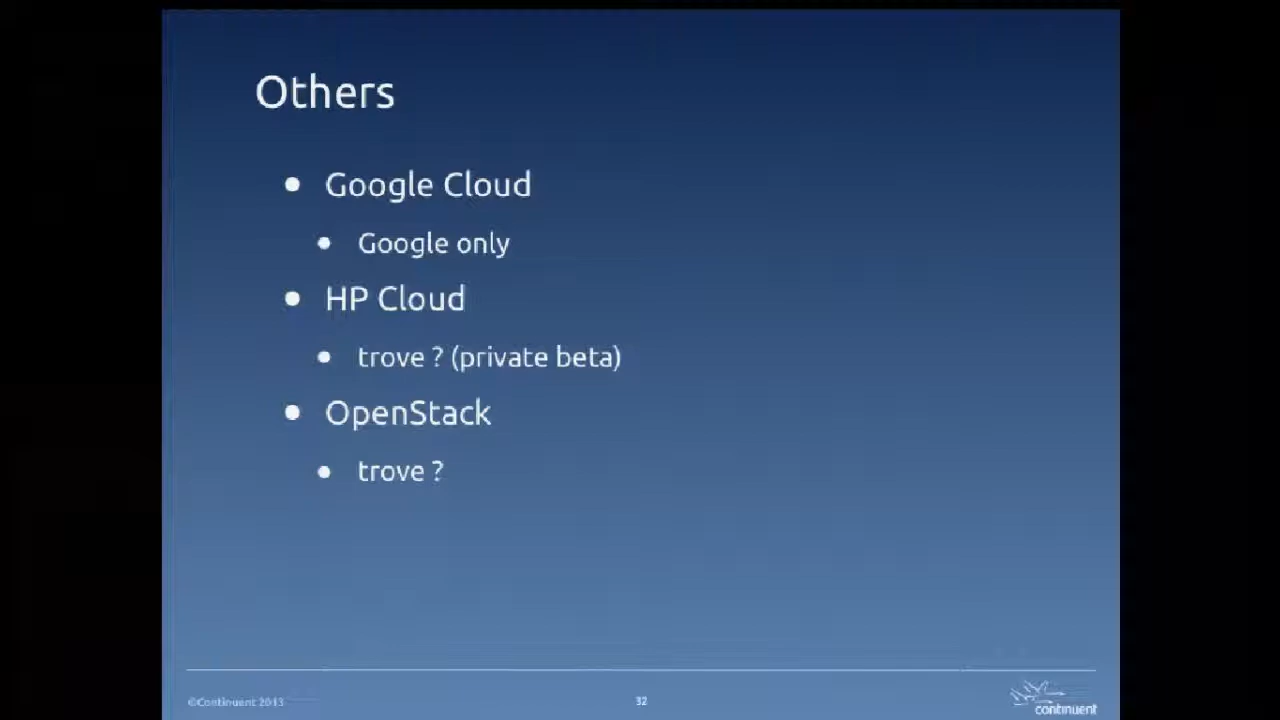 Others
• Google Cloud
• Google only
• HP Cloud
• trove ? (private beta)
• OpenStack
• trove ?
©Continuent 2013
32
continuent